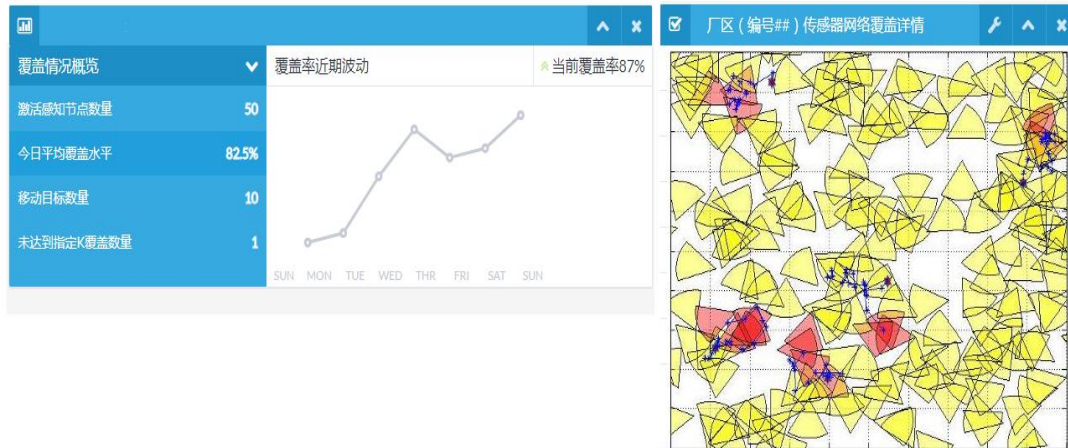 覆盖情况概览
激活感知节点数量 50
今日平均覆盖水平 82.5%
移动目标数量 10
未达到指定K覆盖数量 1
覆盖率近期波动 当前覆盖率87%
SUN MON TUE WED THR FRI SAT SUN
厂区（编号##）传感器网络覆盖详情